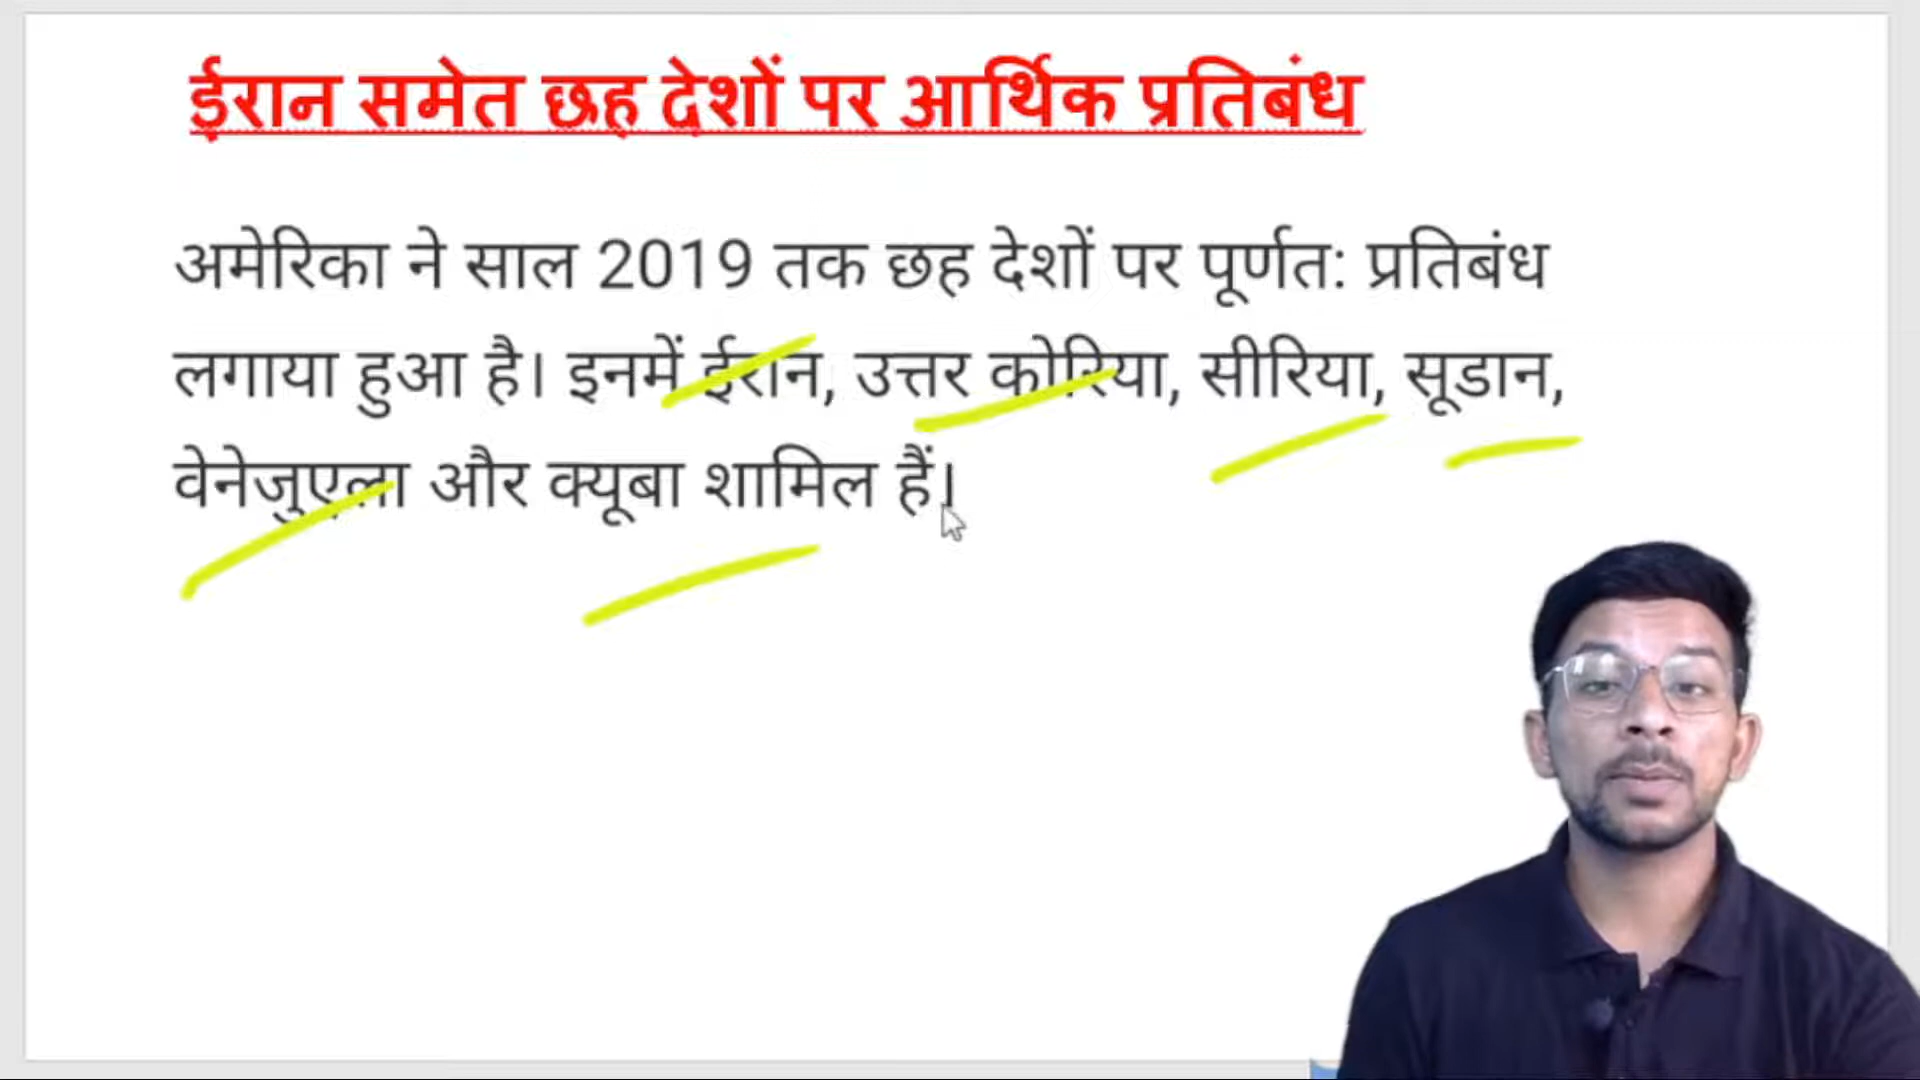 ईरान समेत छह देशों पर आर्थिक प्रतिबंध
अमेरिका ने साल 2019 तक छह देशों पर पूर्णत: प्रतिबंध
लगाया हुआ है। इनमें ईरान, उत्तर कोरिया, सीरिया, सूडान,
वेनेजुएला और क्यूबा शामिल हैं।